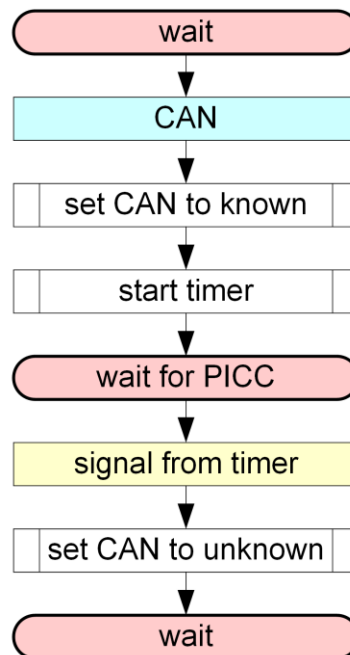 wait
CAN
set CAN to known
start timer
wait for PICC
signal from timer
set CAN to unknown
wait